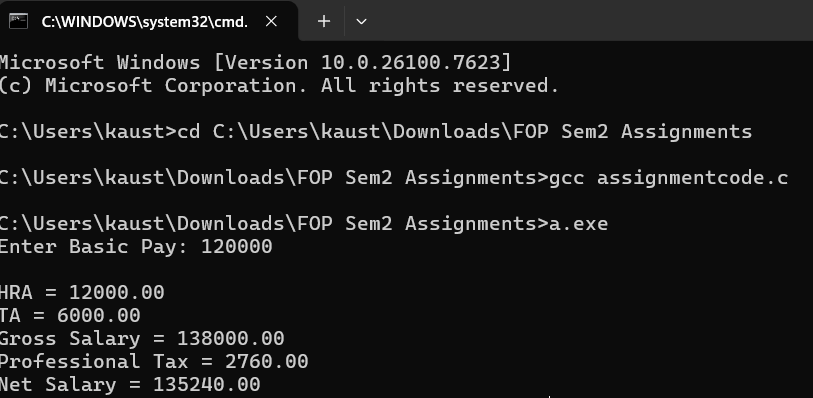 C:\WINDOWS\system32\cmd.
Microsoft Windows [Version 10.0.26100.7623]
(c) Microsoft Corporation. All rights reserved.
C:\Users\kaust>cd C:\Users\kaust\Downloads\FOP Sem2 Assignments
C:\Users\kaust\Downloads\FOP Sem2 Assignments>gcc assignmentcode.c
C:\Users\kaust\Downloads\FOP Sem2 Assignments>a.exe
Enter Basic Pay: 120000
HRA = 12000.00
TA = 6000.00
Gross Salary = 138000.00
Professional Tax = 2760.00
Net Salary = 135240.00